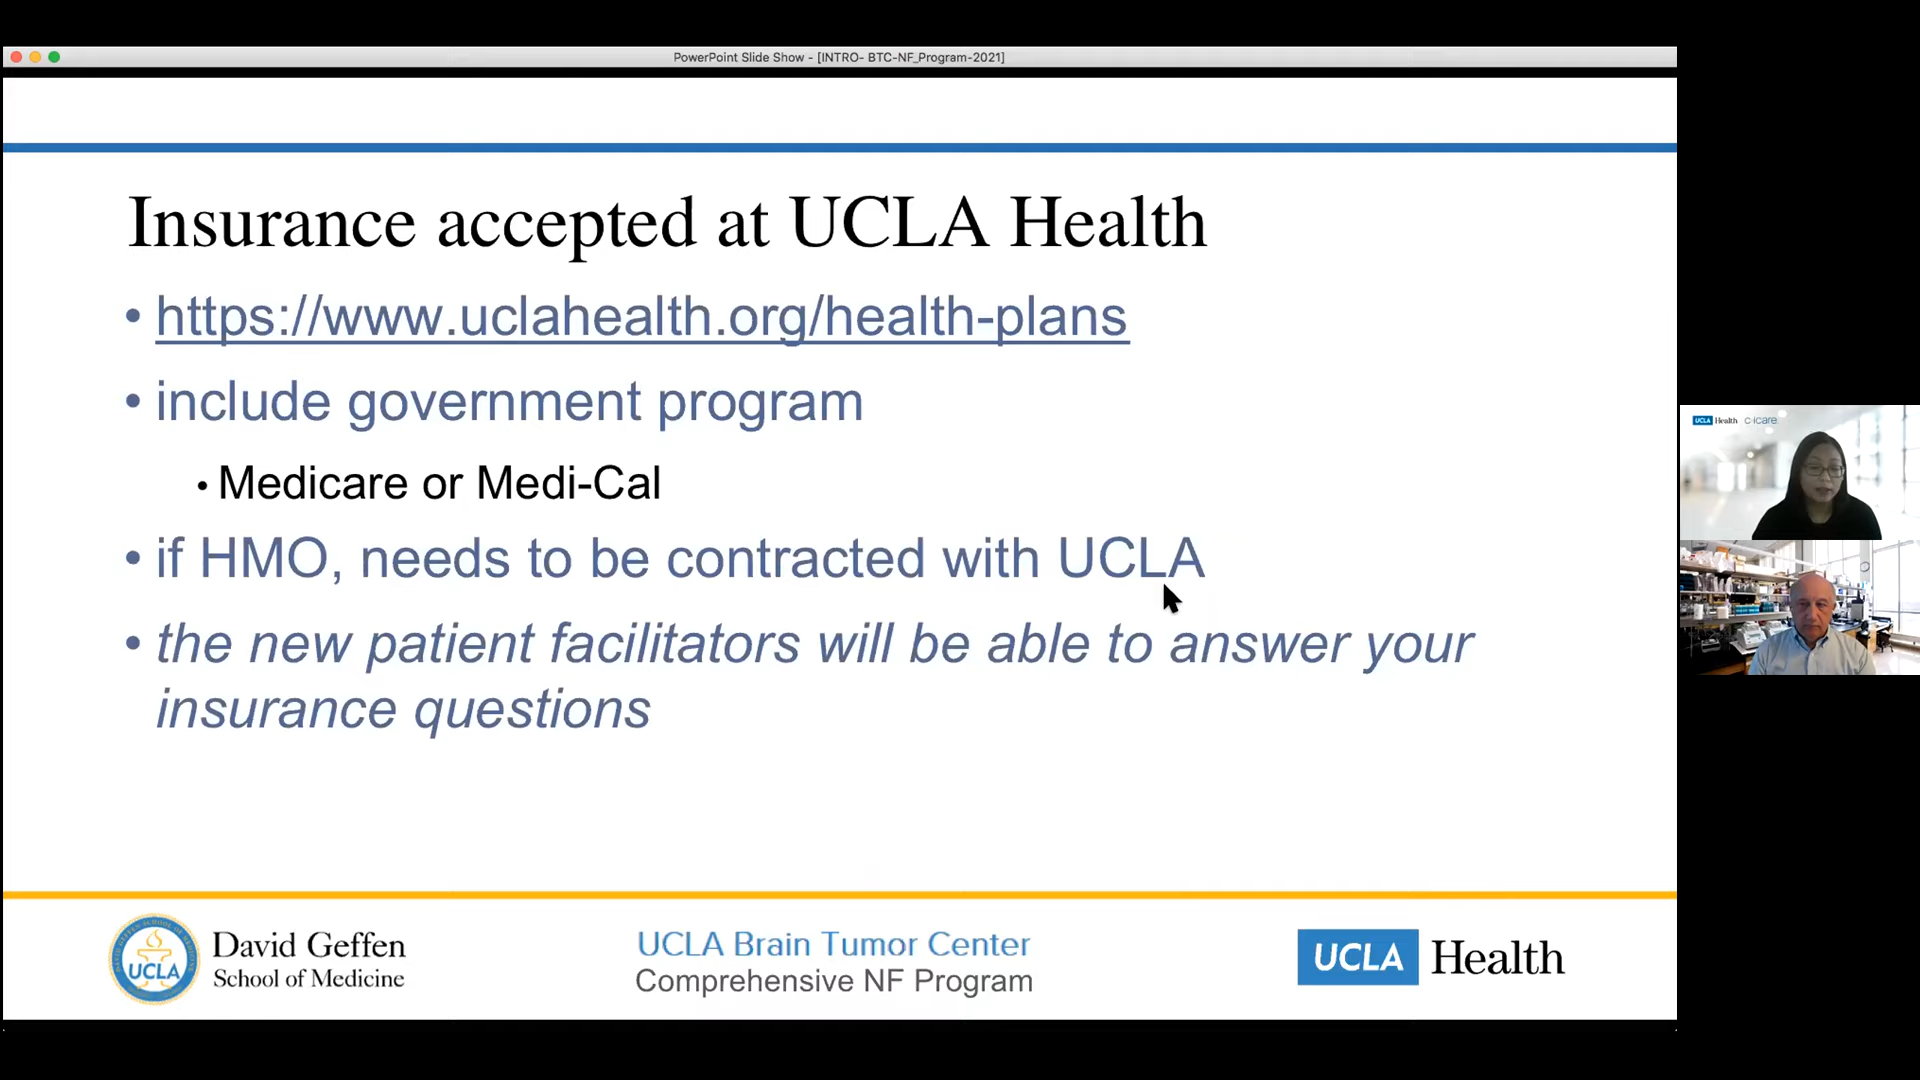 PowerPoint Slide Show - [INTRO- BTC-NF_Program-2021]
Insurance accepted at UCLA Health
• https://www.uclahealth.org/health-plans
• include government program
• Medicare or Medi-Cal
• if HMO, needs to be contracted with UCLA
• the new patient facilitators will be able to answer your
insurance questions
UCLA Health
UCLA
David Geffen
School of Medicine
UCLA Brain Tumor Center
Comprehensive NF Program
UCLA Health